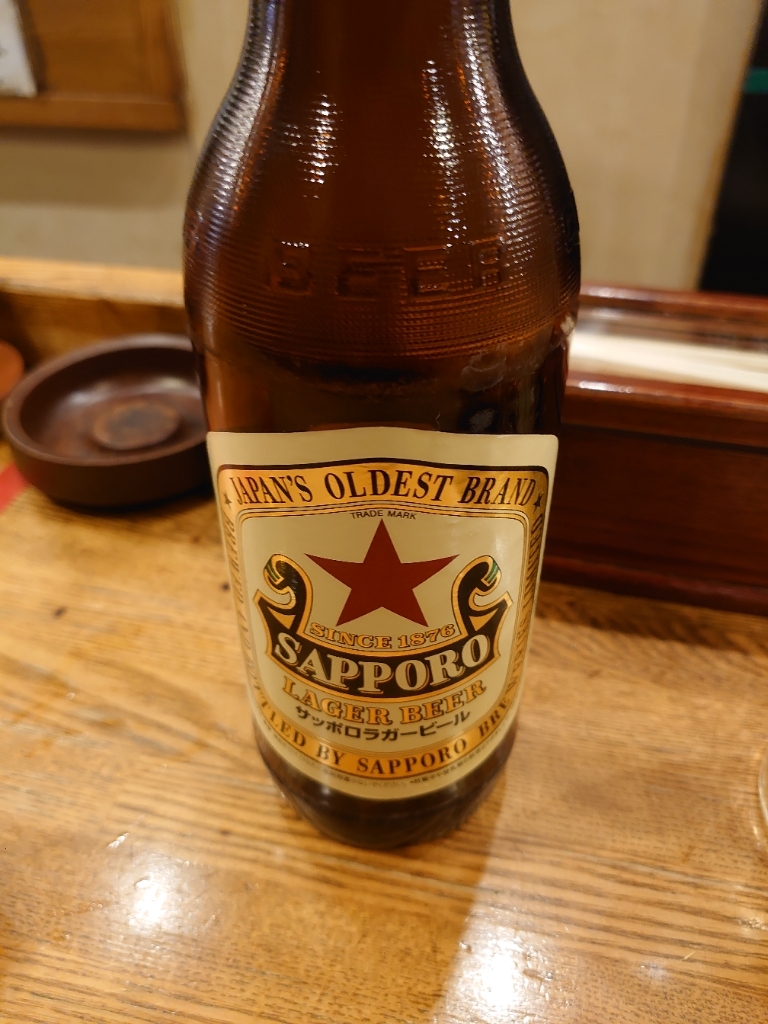 BEER
JAPAN'S OLDEST BRAND
TRADE MARK
SINCE 1876
SAPPORO
LAGER BEER
サッポロラガービール
BY SAPPORO